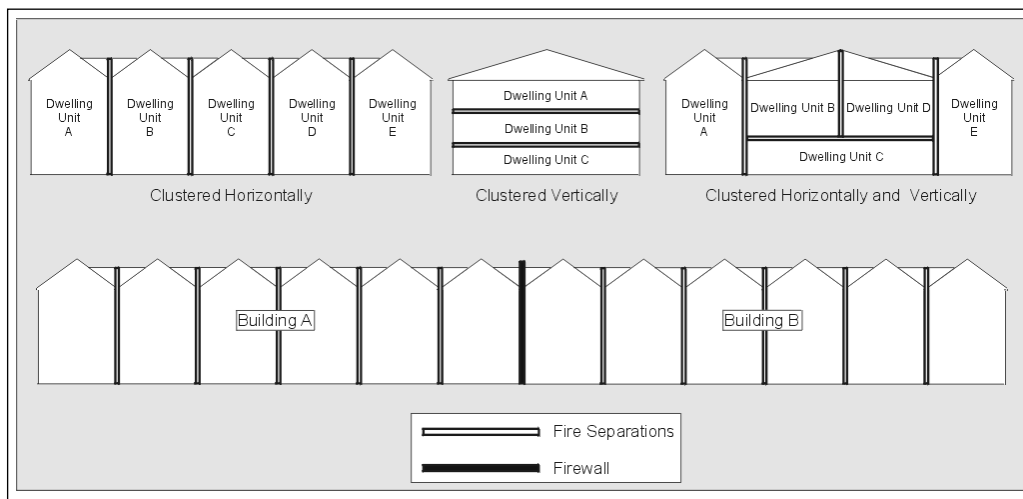 Dwelling
Unit
A
Dwelling
Unit
B
Dwelling
Unit
C
Dwelling
Unit
D
Dwelling
Unit
E
Clustered Horizontally
Dwelling Unit A
Dwelling Unit B
Dwelling Unit C
Clustered Vertically
Dwelling
Unit
A
Dwelling Unit B
Dwelling Unit D
Dwelling Unit C
Dwelling
Unit
E
Clustered Horizontally and Vertically
Building A
Building B
Fire Separations
Firewall